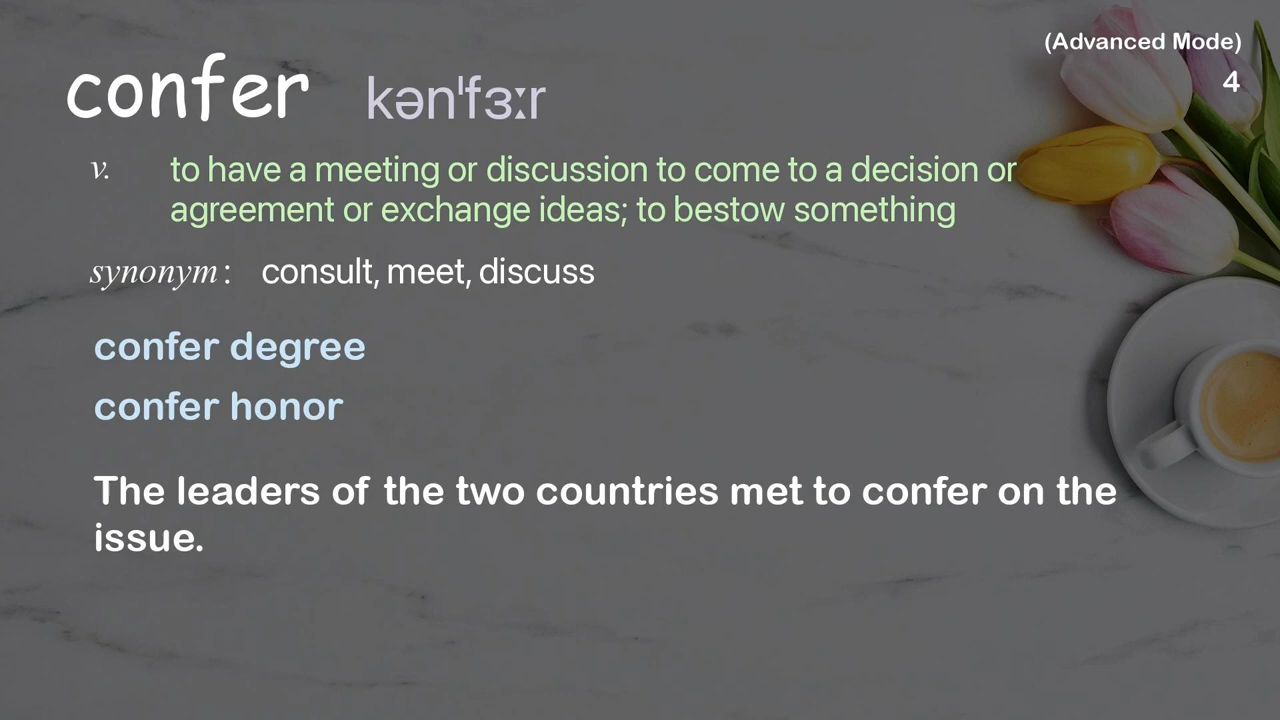 (Advanced Mode)
4
confer kən'fɜːr
v. to have a meeting or discussion to come to a decision or
agreement or exchange ideas; to bestow something
synonym : consult, meet, discuss
confer degree
confer honor
The leaders of the two countries met to confer on the
issue.